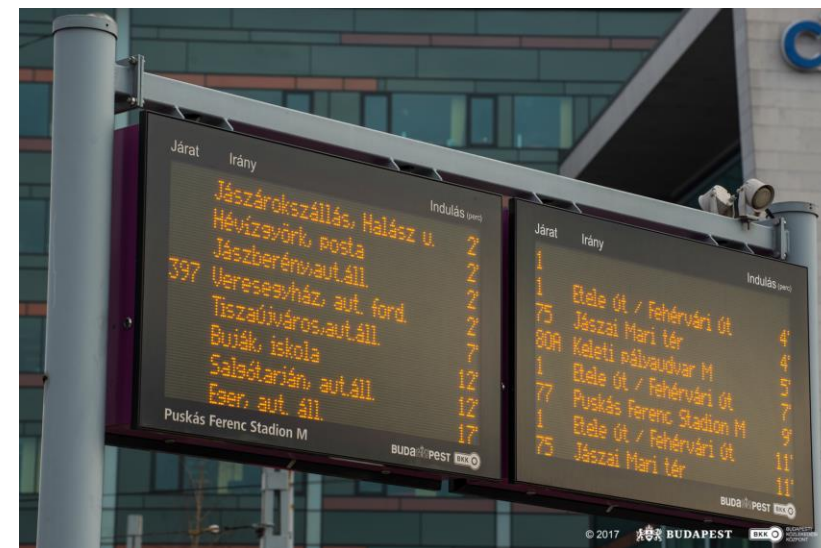 Járat Irány Indulás (perc)
Jászárokszállás, Halász u. 2'
Hévízgyörk, posta 2'
Jászberény,aut.áll. 2'
397 Veresegyház, aut. ford. 2'
Tiszaújváros,aut.áll. 7'
Buják, iskola 12'
Salgótarján, aut.áll. 12'
Eger, aut. áll. 17'
Puskás Ferenc Stadion M
BUDAPEST BKK
Járat Irány Indulás (perc)
1
1 Etele út / Fehérvári út 4'
75 Jászai Mari tér 4'
80A Keleti pályaudvar M 5'
1 Etele út / Fehérvári út 7'
77 Puskás Ferenc Stadion M 9'
1 Etele út / Fehérvári út 11'
75 Jászai Mari tér 11'
BUDAPEST BKK
© 2017 BUDAPEST BKK BUDAPESTI KÖZLEKEDÉSI KÖZPONT